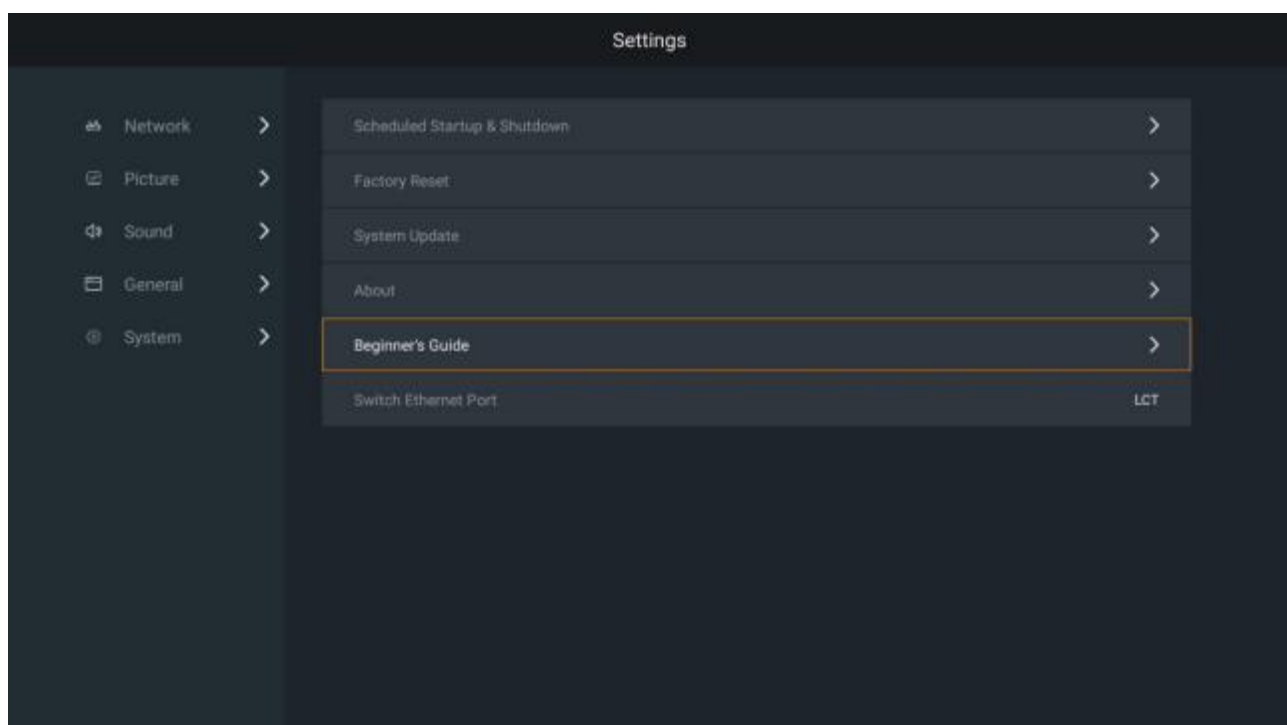 Settings
Network
Picture
Sound
General
System
Scheduled Startup & Shutdown
Factory Reset
System Update
About
Beginner's Guide
Switch Ethernet Port LCT